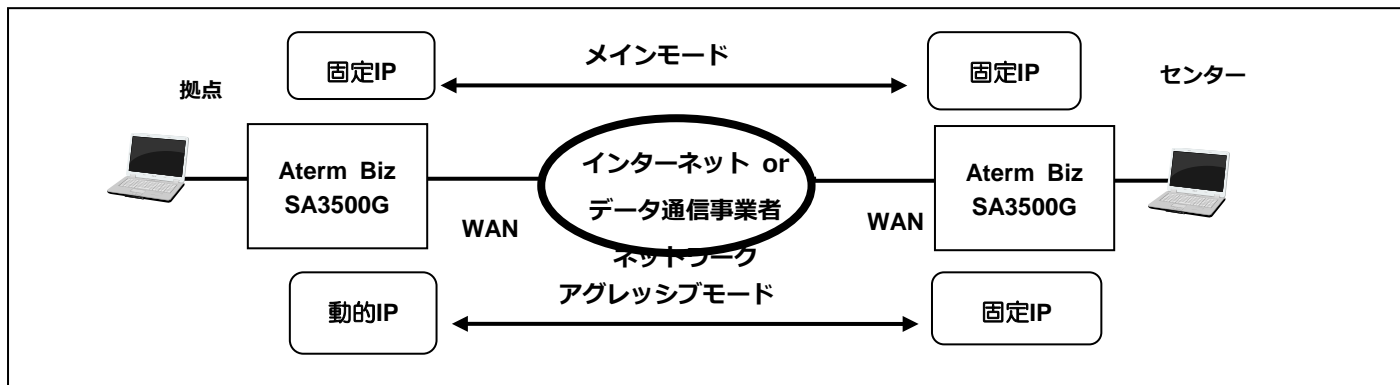 固定IP
メインモード
固定IP
拠点
センター
Aterm Biz
SA3500G
WAN
インターネット or
データ通信事業者
ネットワーク
WAN
Aterm Biz
SA3500G
動的IP
アグレッシブモード
固定IP